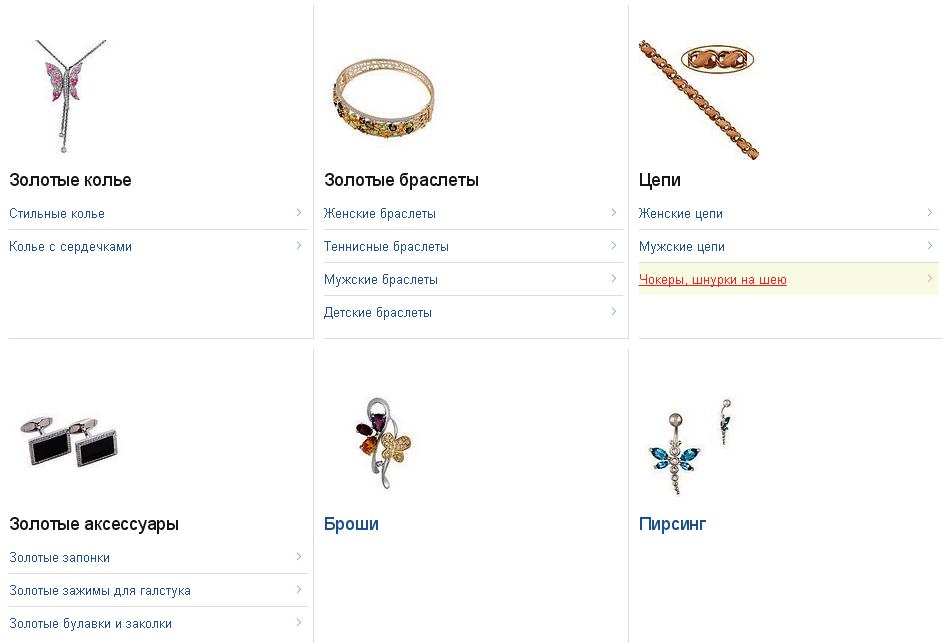 Золотые колье
Стильные колье
Колье с сердечками
Золотые браслеты
Женские браслеты
Теннисные браслеты
Мужские браслеты
Детские браслеты
Цепи
Женские цепи
Мужские цепи
Чокеры, шнурки на шею
Золотые аксессуары
Золотые запонки
Золотые зажимы для галстука
Золотые булавки и заколки
Броши
Пирсинг